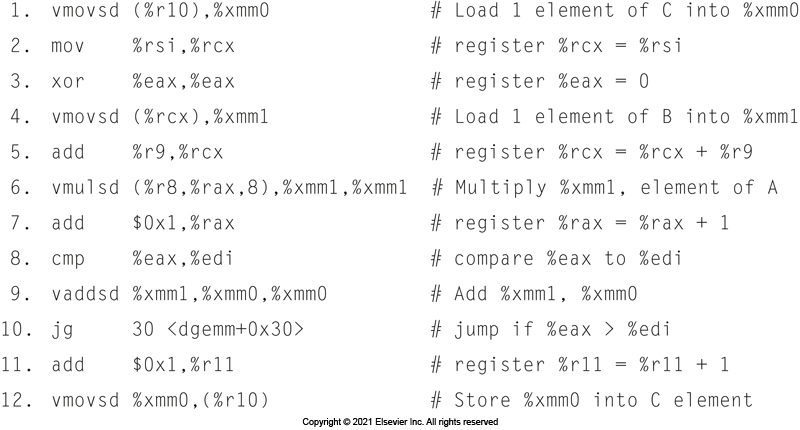 1. vmovsd (%r10),%xmm0 # Load 1 element of C into %xmm0
2. mov %rsi,%rcx # register %rcx = %rsi
3. xor %eax,%eax # register %eax = 0
4. vmovsd (%rcx),%xmm1 # Load 1 element of B into %xmm1
5. add %r9,%rcx # register %rcx = %rcx + %r9
6. vmulsd (%r8,%rax,8),%xmm1,%xmm1 # Multiply %xmm1, element of A
7. add $0x1,%rax # register %rax = %rax + 1
8. cmp %eax,%edi # compare %eax to %edi
9. vaddsd %xmm1,%xmm0,%xmm0 # Add %xmm1, %xmm0
10. jg 30 <dgemm+0x30> # jump if %eax > %edi
11. add $0x1,%r11 # register %r11 = %r11 + 1
12. vmovsd %xmm0,(%r10) # Store %xmm0 into C element
Copyright © 2021 Elsevier Inc. All rights reserved